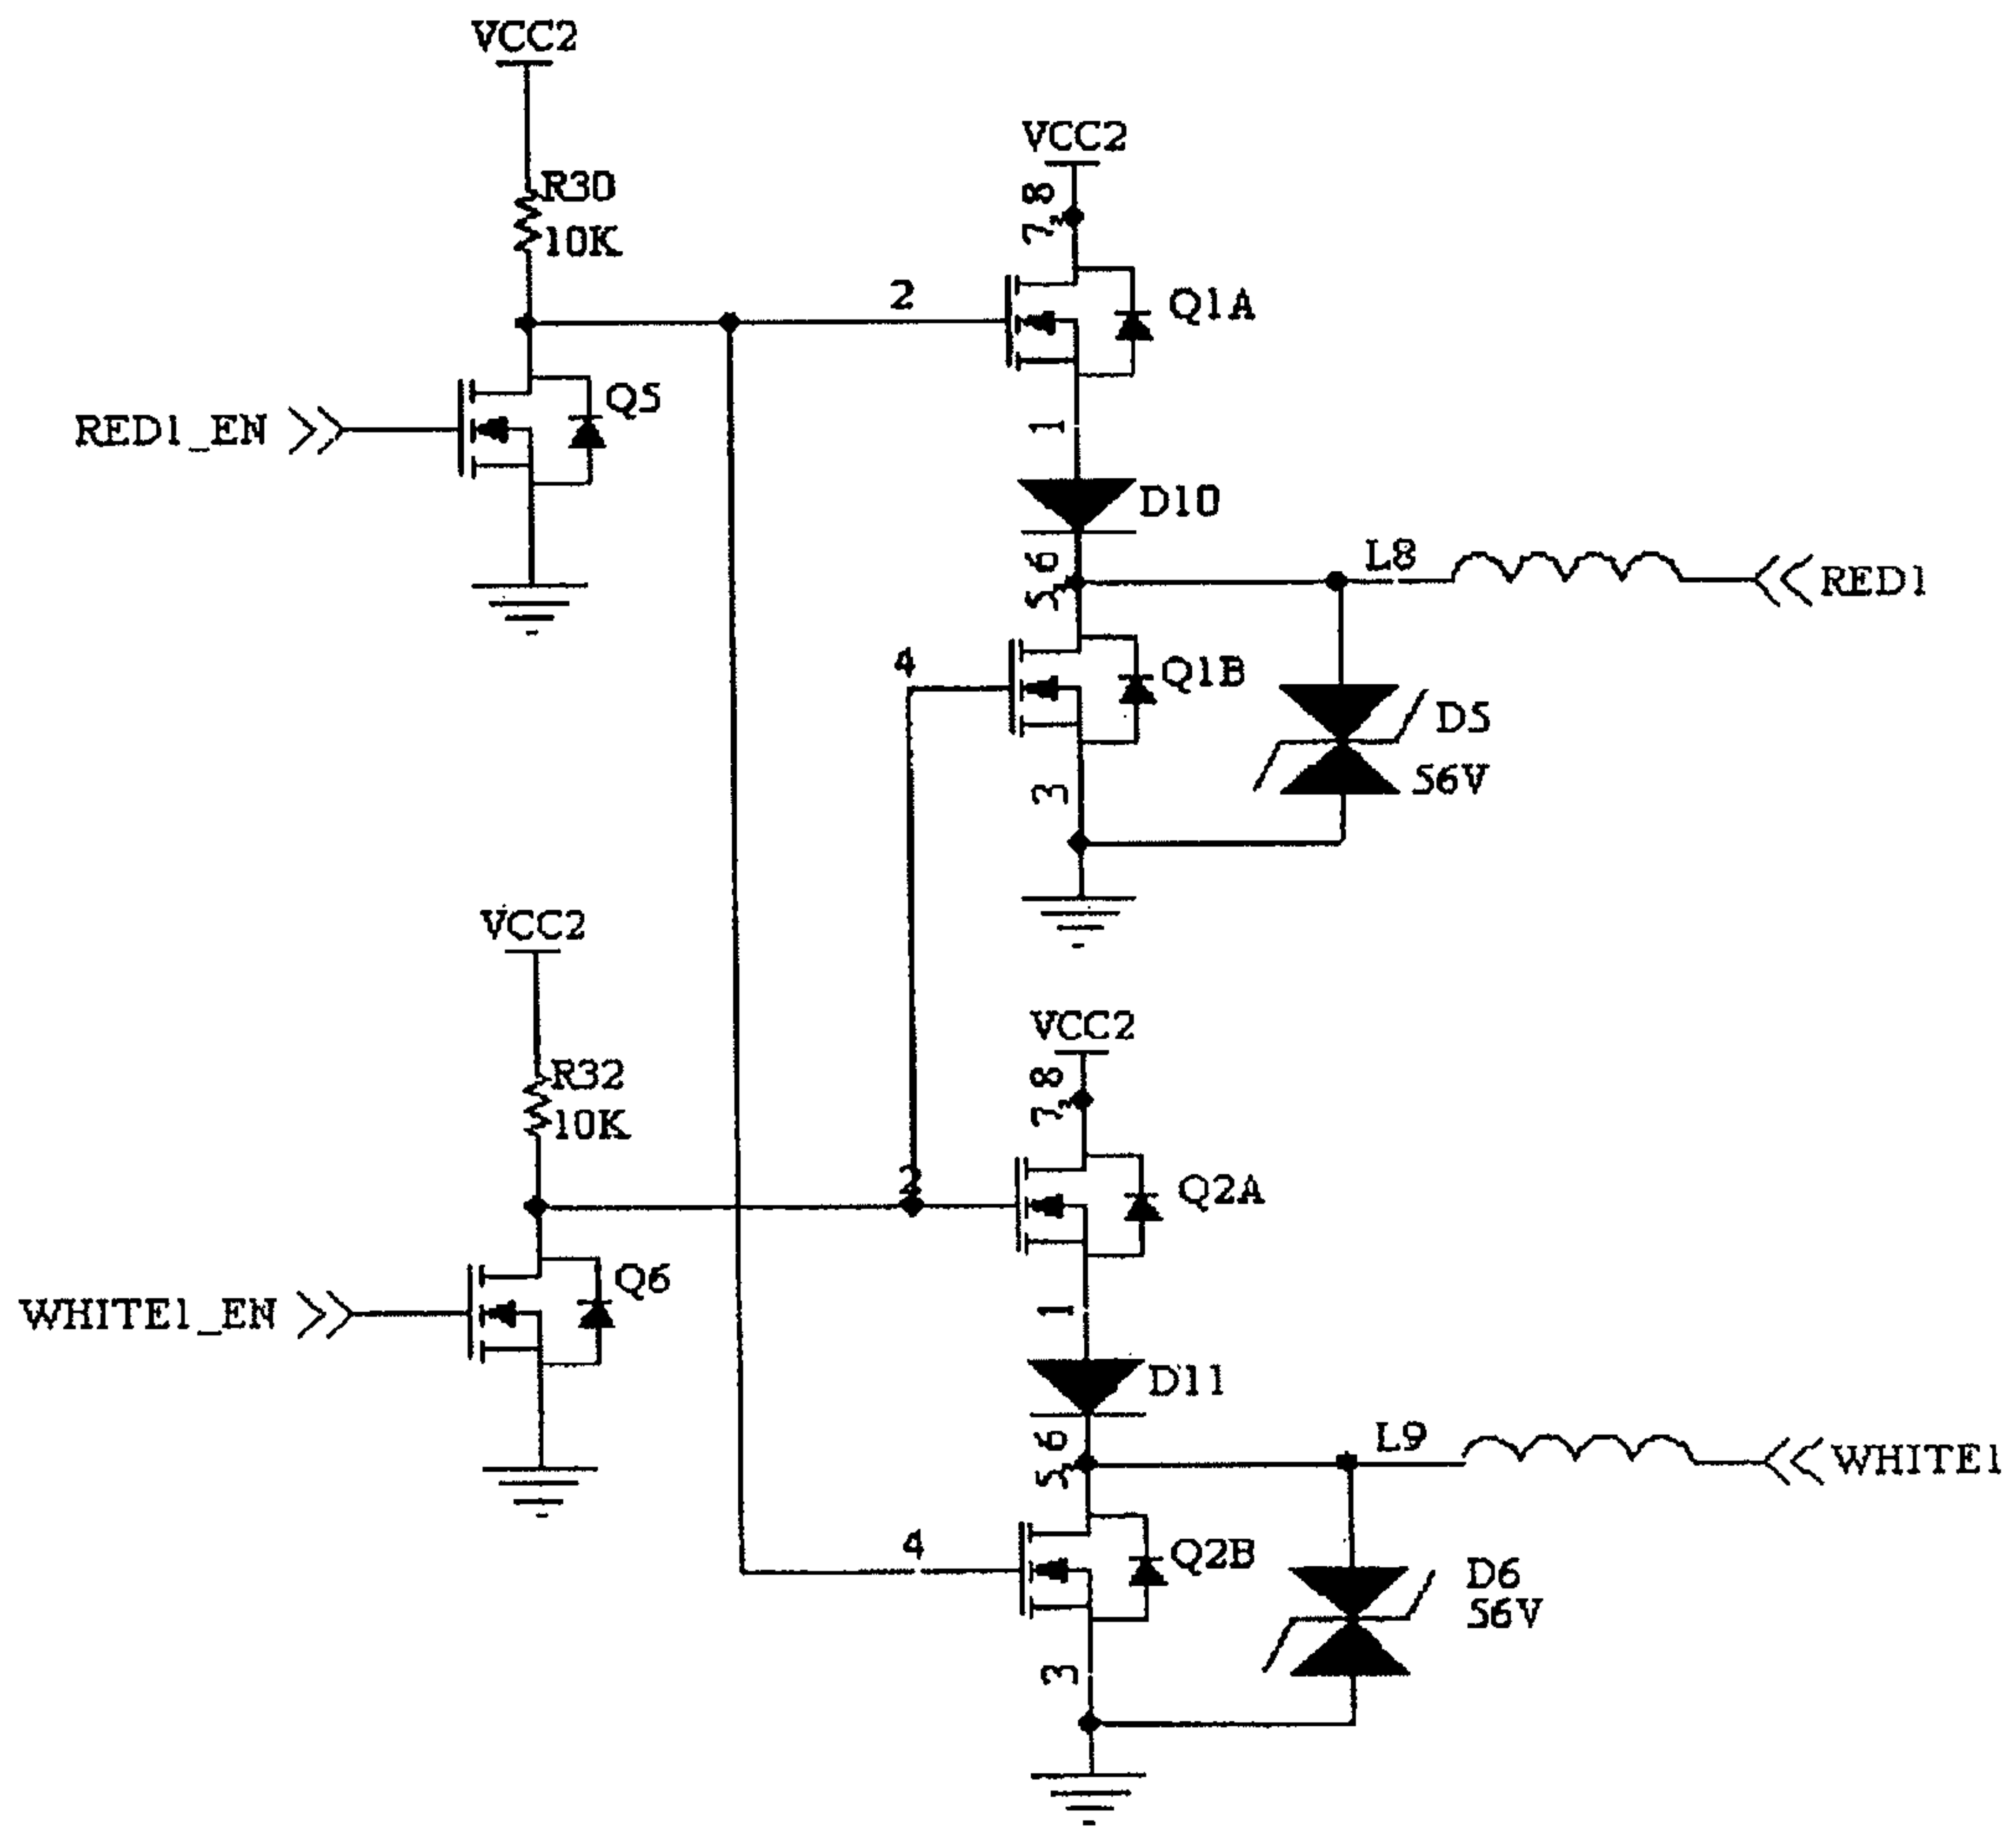 VCC2
R30
10K
VCC2
7,8
2
Q1A
RED1_EN
Q5
1
D10
5,6
L8
RED1
4
Q1B
D5
56V
3
VCC2
R32
10K
VCC2
7,8
2
Q2A
WHITE1_EN
Q6
1
D11
5,6
L9
WHITE1
4
Q2B
D6
56V
3